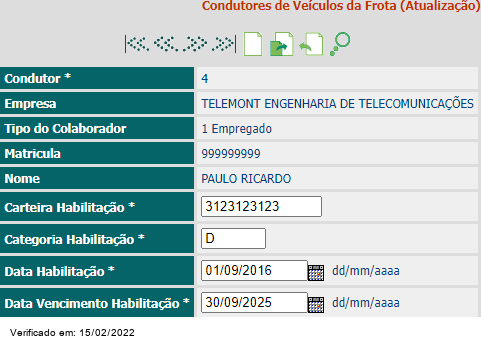 Condutores de Veículos da Frota (Atualização)
Condutor * 4
Empresa TELEMONT ENGENHARIA DE TELECOMUNICAÇÕES
Tipo do Colaborador 1 Empregado
Matricula 999999999
Nome PAULO RICARDO
Carteira Habilitação * 3123123123
Categoria Habilitação * D
Data Habilitação * 01/09/2016 dd/mm/aaaa
Data Vencimento Habilitação * 30/09/2025 dd/mm/aaaa
Verificado em: 15/02/2022